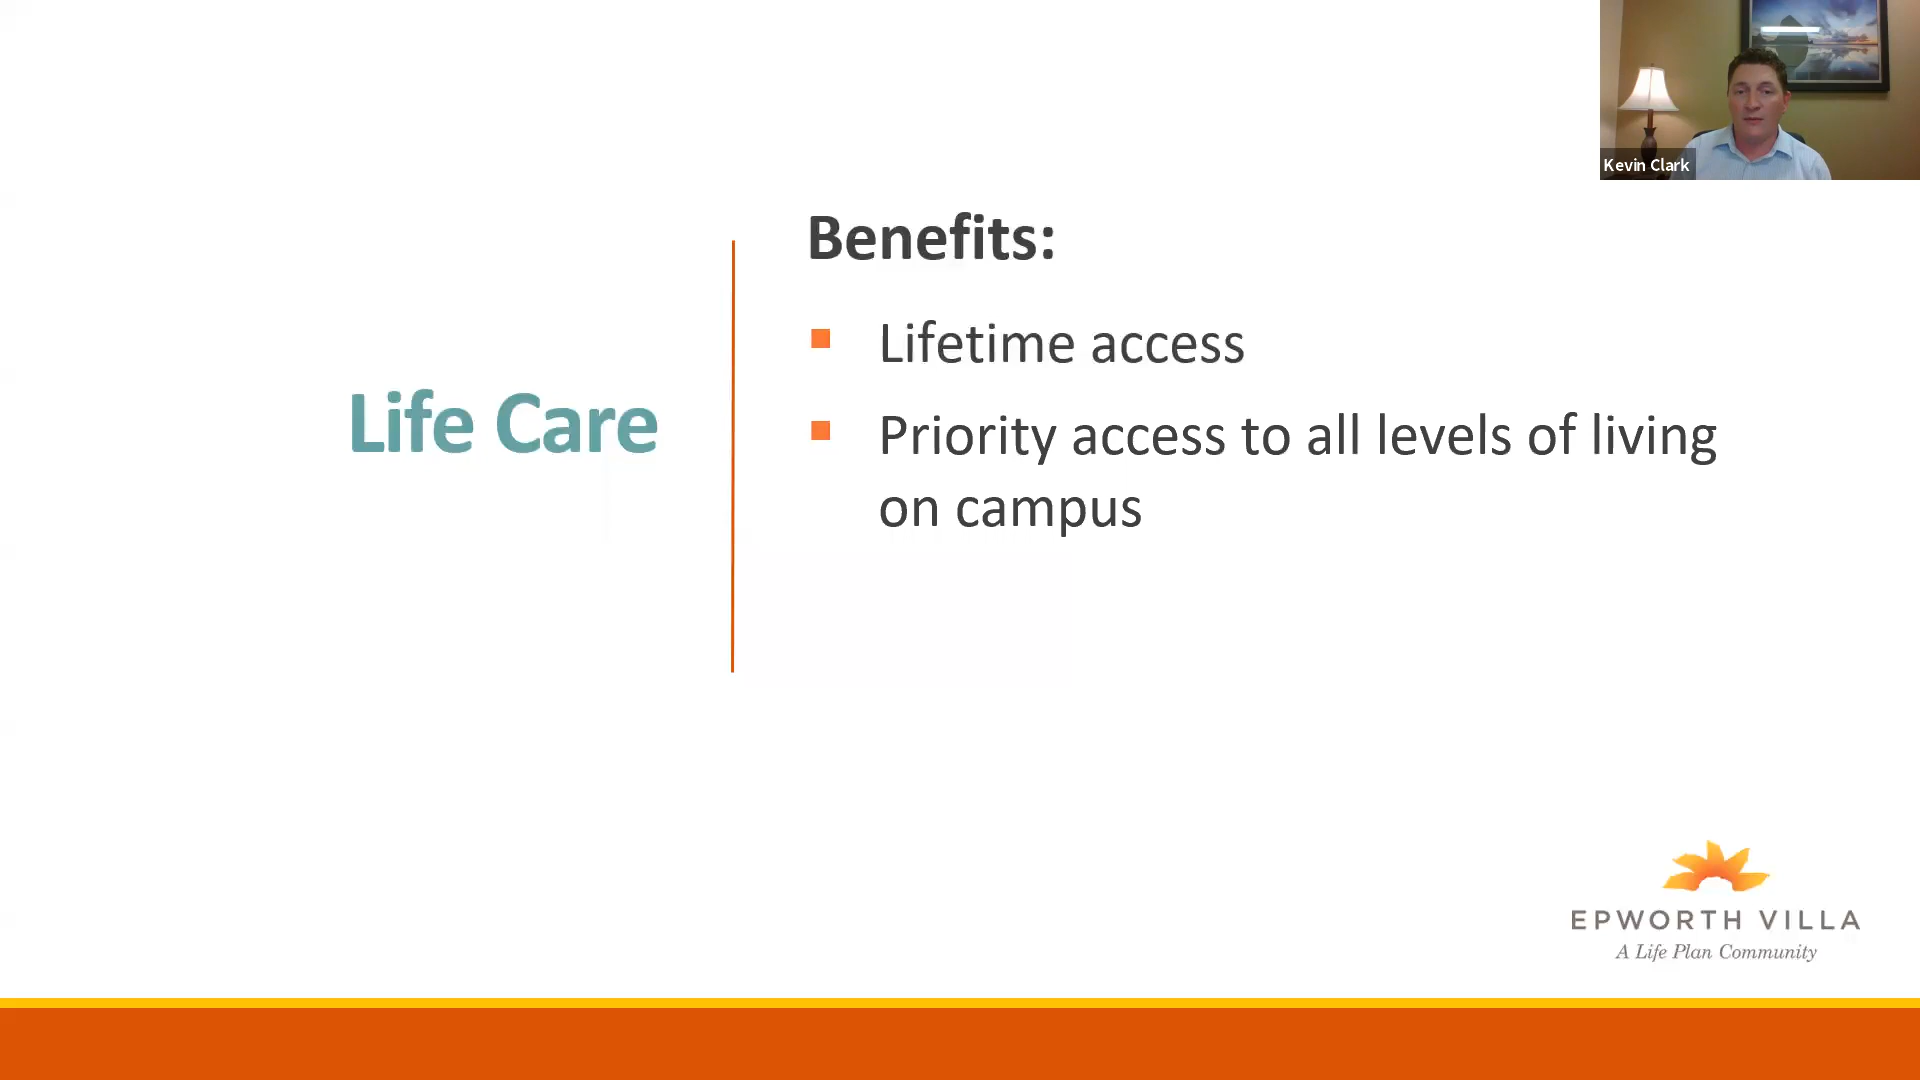 Kevin Clark
Benefits:
Lifetime access
Life Care
Priority access to all levels of living
on campus
EPWORTH VILLA
A Life Plan Community